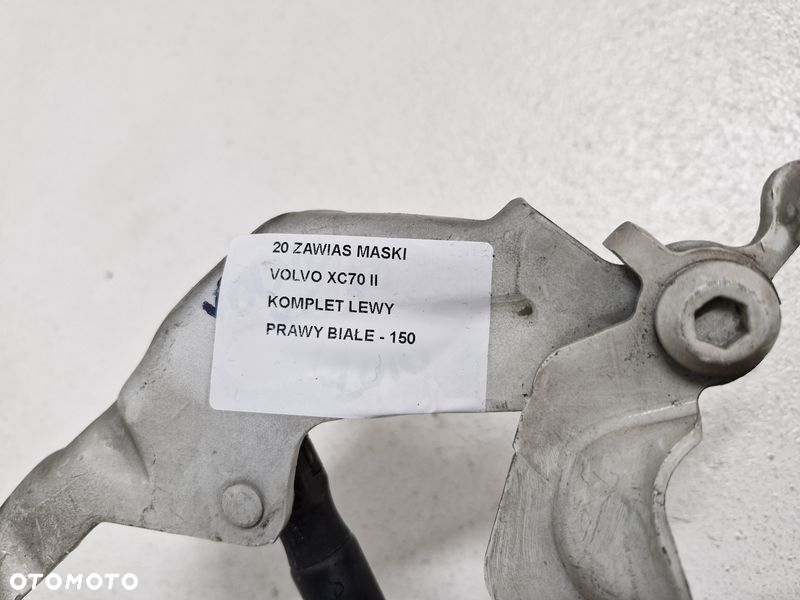 20 ZAWIAS MASKI
VOLVO XC70 II
KOMPLET LEWY
PRAWY BIAŁE - 150
OTOMOTO